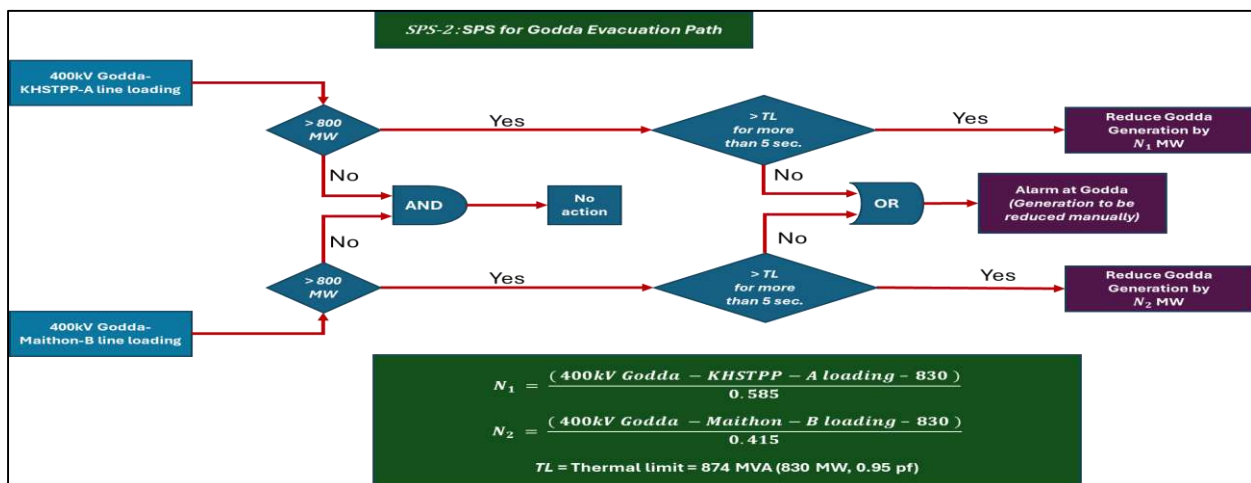 SPS-2: SPS for Godda Evacuation Path
400kV Godda-
KHSTPP-A line loading
> 800
MW
Yes
> TL
for more
than 5 sec.
Yes
Reduce Godda
Generation by
N₁ MW
No
No
AND
No
action
OR
Alarm at Godda
(Generation to be
reduced manually)
No
No
> 800
MW
Yes
> TL
for more
than 5 sec.
Yes
Reduce Godda
Generation by
N₂ MW
400kV Godda-
Maithon-B line loading
N₁ = (400kV Godda – KHSTPP – A loading – 830) / 0.585
N₂ = (400kV Godda – Maithon – B loading – 830) / 0.415
TL = Thermal limit = 874 MVA (830 MW, 0.95 pf)